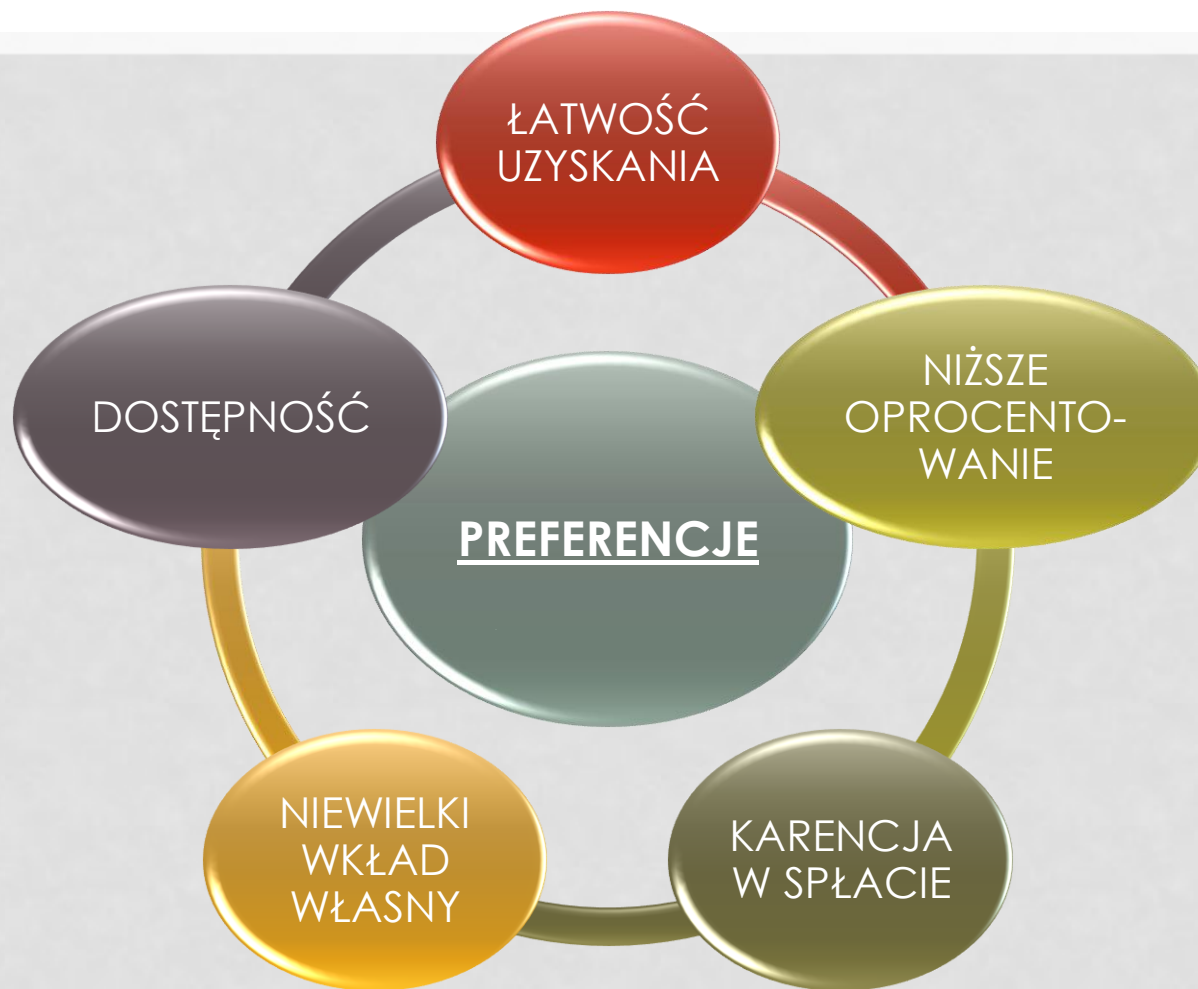 ŁATWOŚĆ
UZYSKANIA
NIŻSZE
OPROCENTO-
WANIE
KARENCJA
W SPŁACIE
NIEWIELKI
WKŁAD
WŁASNY
DOSTĘPNOŚĆ
PREFERENCJE